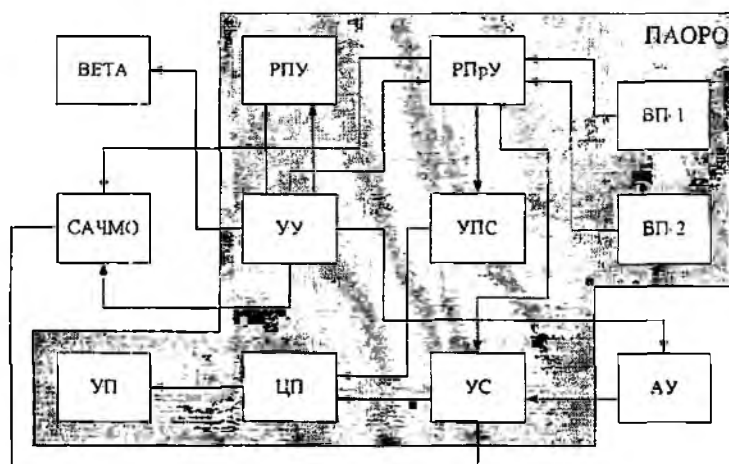 ПАОРО
ВЕТА
РПУ
РПрУ
ВП-1
САЧМО
УУ
УПС
ВП-2
УП
ЦП
УС
АУ